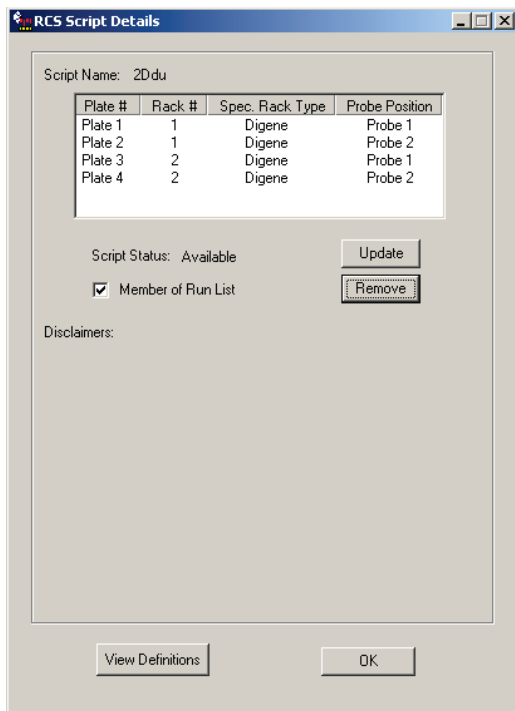 RCS Script Details
Script Name: 2Ddu
Plate # Rack # Spec. Rack Type Probe Position
Plate 1 1 Digene Probe 1
Plate 2 1 Digene Probe 2
Plate 3 2 Digene Probe 1
Plate 4 2 Digene Probe 2
Script Status: Available Update
Member of Run List Remove
Disclaimers:
View Definitions OK